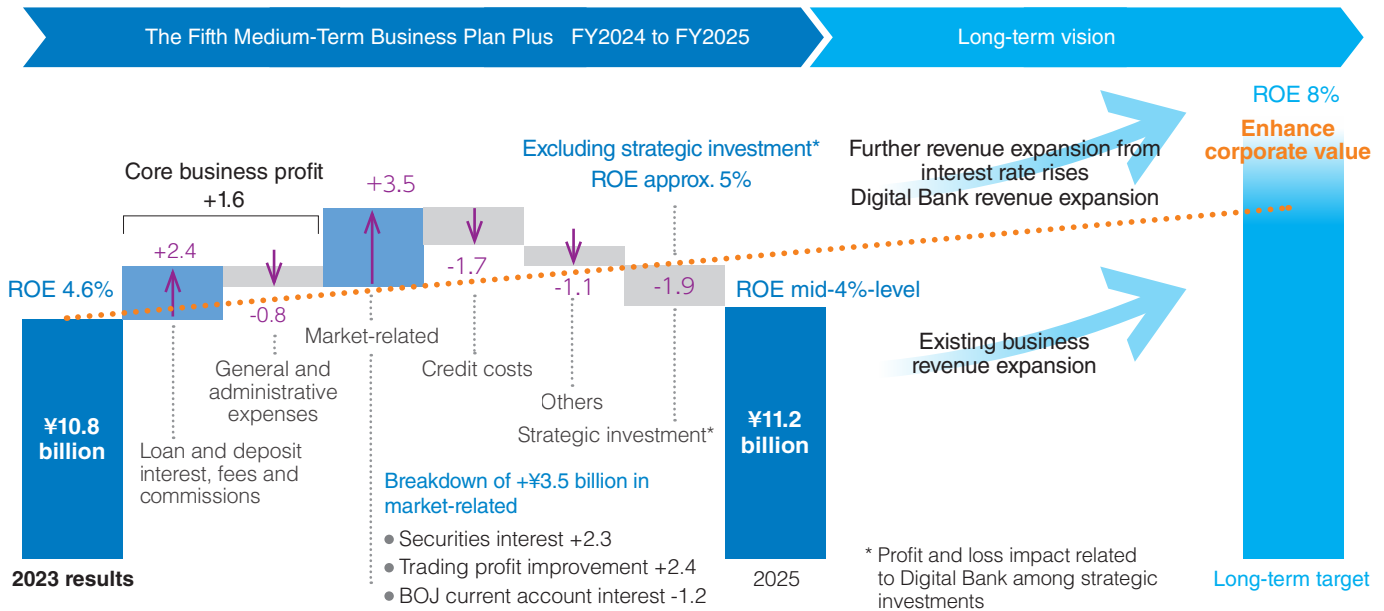 The Fifth Medium-Term Business Plan Plus FY2024 to FY2025
Long-term vision
ROE 4.6%
¥10.8
billion
2023 results
Core business profit
+1.6
+2.4
Loan and deposit
interest, fees and
commissions
-0.8
General and
administrative
expenses
+3.5
Market-related
-1.7
Credit costs
-1.1
Others
-1.9
Strategic investment*
Excluding strategic investment*
ROE approx. 5%
Breakdown of +¥3.5 billion in
market-related
● Securities interest +2.3
● Trading profit improvement +2.4
● BOJ current account interest -1.2
ROE mid-4%-level
¥11.2
billion
2025
Further revenue expansion from
interest rate rises
Digital Bank revenue expansion
Existing business
revenue expansion
* Profit and loss impact related
to Digital Bank among strategic
investments
ROE 8%
Enhance
corporate value
Long-term target